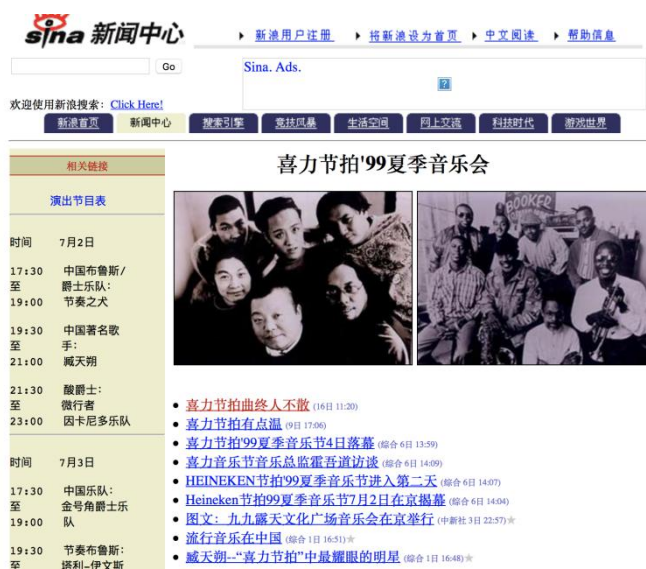 sina 新闻中心
新浪用户注册 将新浪设为首页 中文阅读 帮助信息
Go
Sina. Ads.
欢迎使用新浪搜索：Click Here!
新浪首页 新闻中心 搜索引擎 竞技风暴 生活空间 网上交流 科技时代 游戏世界
相关链接
演出节目表
时间 7月2日
17:30 中国布鲁斯/
至 爵士乐队:
19:00 节奏之犬
19:30 中国著名歌
至 手:
21:00 臧天朔
21:30 酸爵士:
至 微行者
23:00 因卡尼多乐队
时间 7月3日
17:30 中国乐队:
至 金号角爵士乐
19:00 队
19:30 节奏布鲁斯:
至 塔利-伊文斯
喜力节拍'99夏季音乐会
BOOKER
喜力节拍曲终人不散 (16日 11:20)
喜力节拍有点温 (9日 17:06)
喜力节拍'99夏季音乐节4日落幕 (综合 6日 13:59)
喜力音乐节音乐总监霍吾道访谈 (综合 6日 14:09)
HEINEKEN节拍'99夏季音乐节进入第二天 (综合 6日 14:07)
Heineken节拍99夏季音乐节7月2日在京揭幕 (综合 6日 14:04)
图文：九九露天文化广场音乐会在京举行 (中新社 3日 22:57)★
流行音乐在中国 (综合 1日 16:51)★
臧天朔--“喜力节拍”中最耀眼的明星 (综合 1日 16:48)★